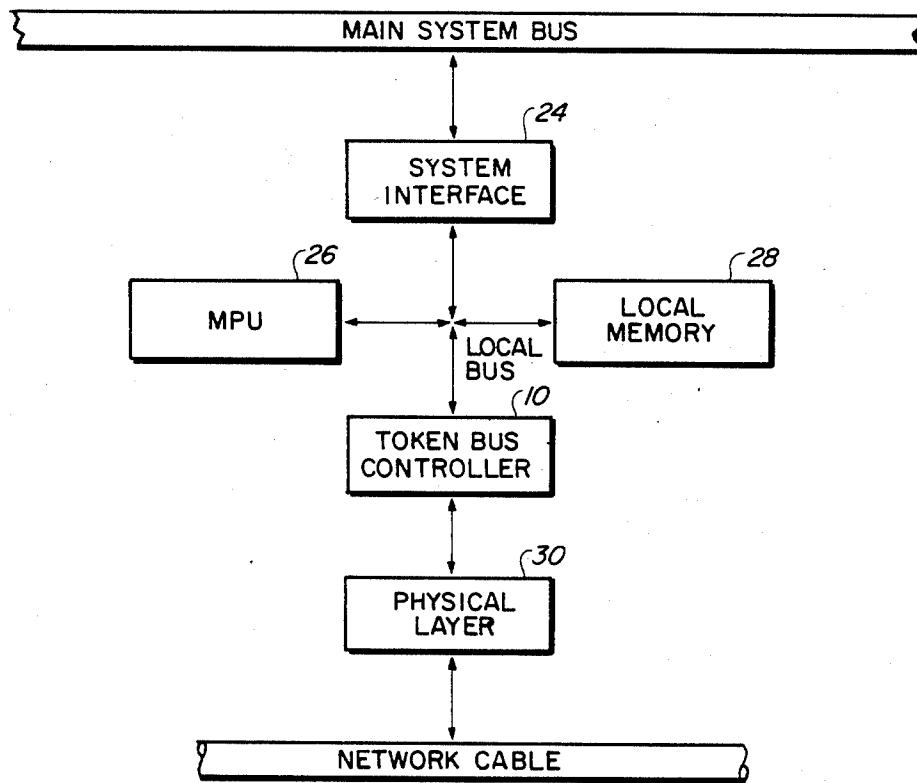 MAIN SYSTEM BUS
24
SYSTEM
INTERFACE
26
MPU
28
LOCAL
MEMORY
LOCAL
BUS
10
TOKEN BUS
CONTROLLER
30
PHYSICAL
LAYER
NETWORK CABLE